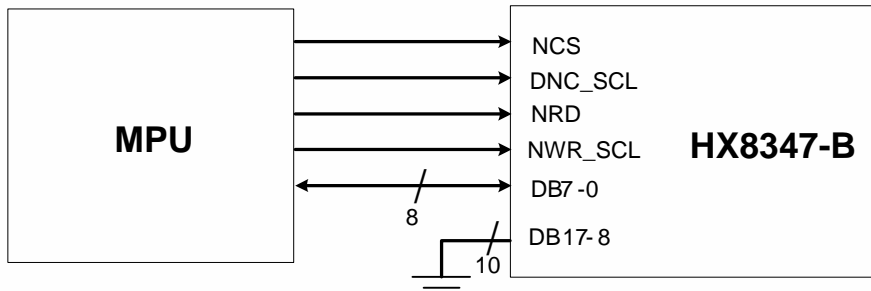 MPU
NCS
DNC_SCL
NRD
NWR_SCL
DB7-0
8
DB17-8
10
HX8347-B